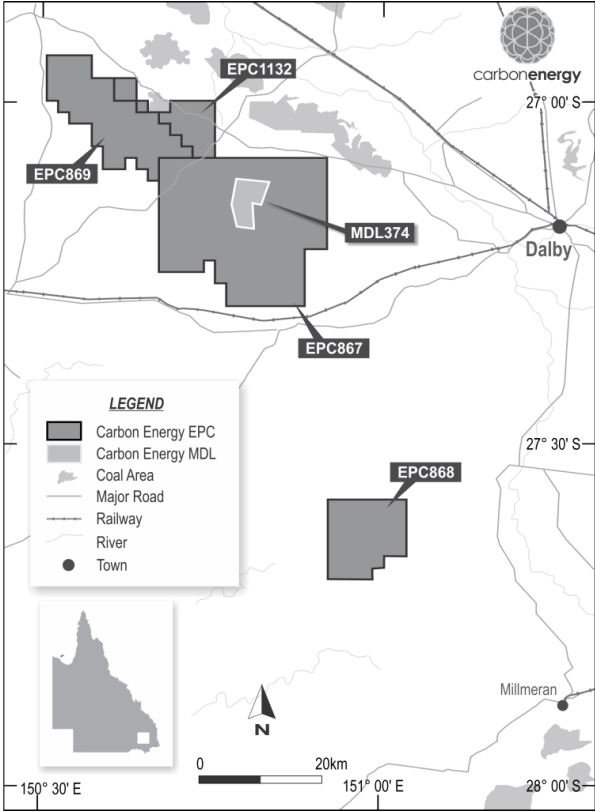 EPC1132
carbonenergy
27° 00' S
EPC869
MDL374
Dalby
EPC867
LEGEND
Carbon Energy EPC
Carbon Energy MDL
Coal Area
Major Road
Railway
River
Town
27° 30' S
EPC868
Millmeran
N
0 20km
150° 30' E
151° 00' E
28° 00' S